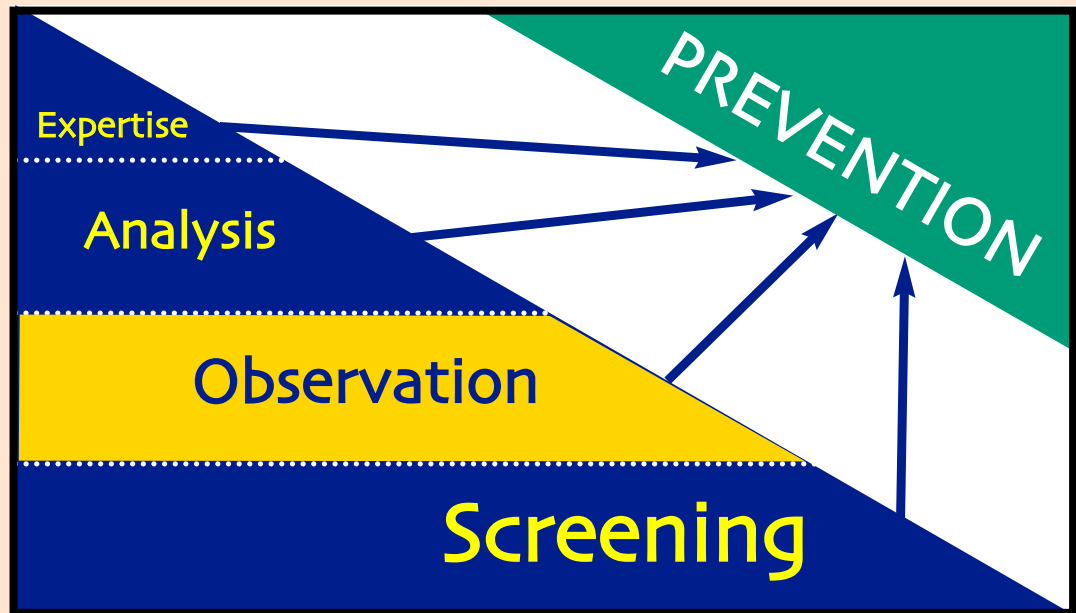 PREVENTION
Expertise
Analysis
Observation
Screening